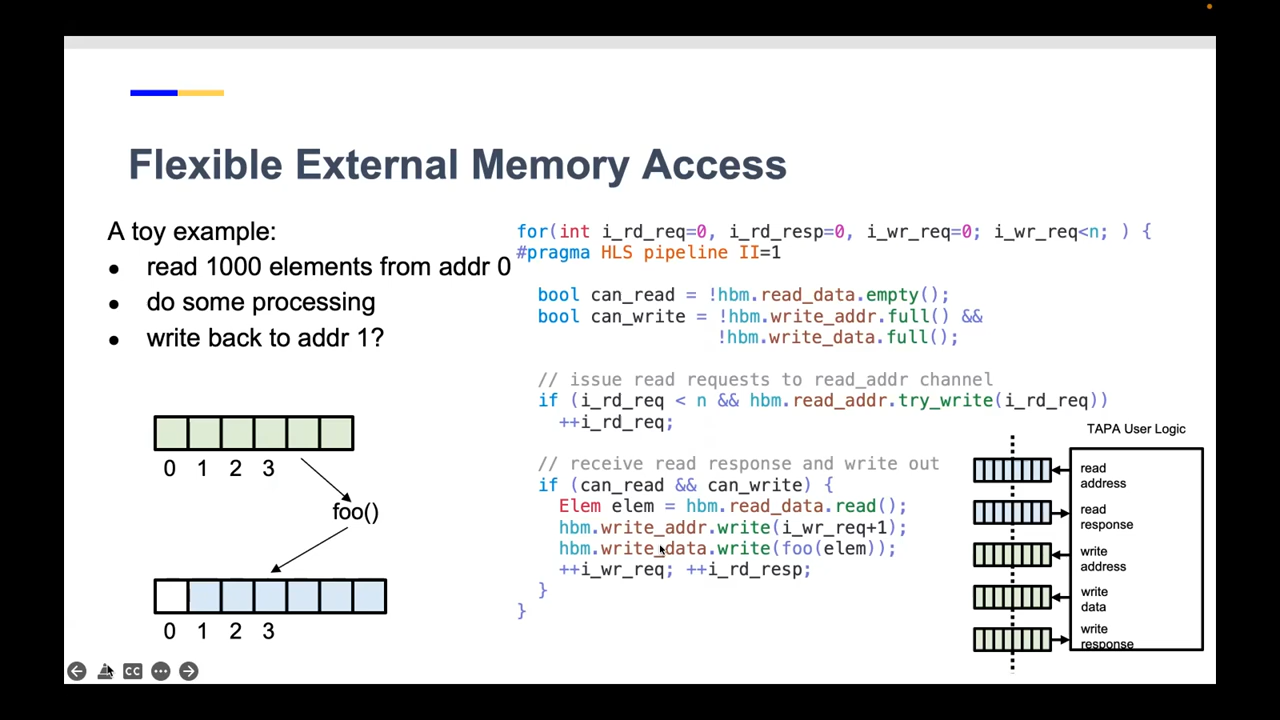 Flexible External Memory Access
A toy example:
● read 1000 elements from addr 0
● do some processing
● write back to addr 1?
0 1 2 3
foo()
0 1 2 3
for(int i_rd_req=0, i_rd_resp=0, i_wr_req=0; i_wr_req<n; ) {
#pragma HLS pipeline II=1
bool can_read = !hbm.read_data.empty();
bool can_write = !hbm.write_addr.full() &&
!hbm.write_data.full();
// issue read requests to read_addr channel
if (i_rd_req < n && hbm.read_addr.try_write(i_rd_req))
++i_rd_req;
// receive read response and write out
if (can_read && can_write) {
Elem elem = hbm.read_data.read();
hbm.write_addr.write(i_wr_req+1);
hbm.write_data.write(foo(elem));
++i_wr_req; ++i_rd_resp;
}
}
TAPA User Logic
read
address
read
response
write
address
write
data
write
response
CC